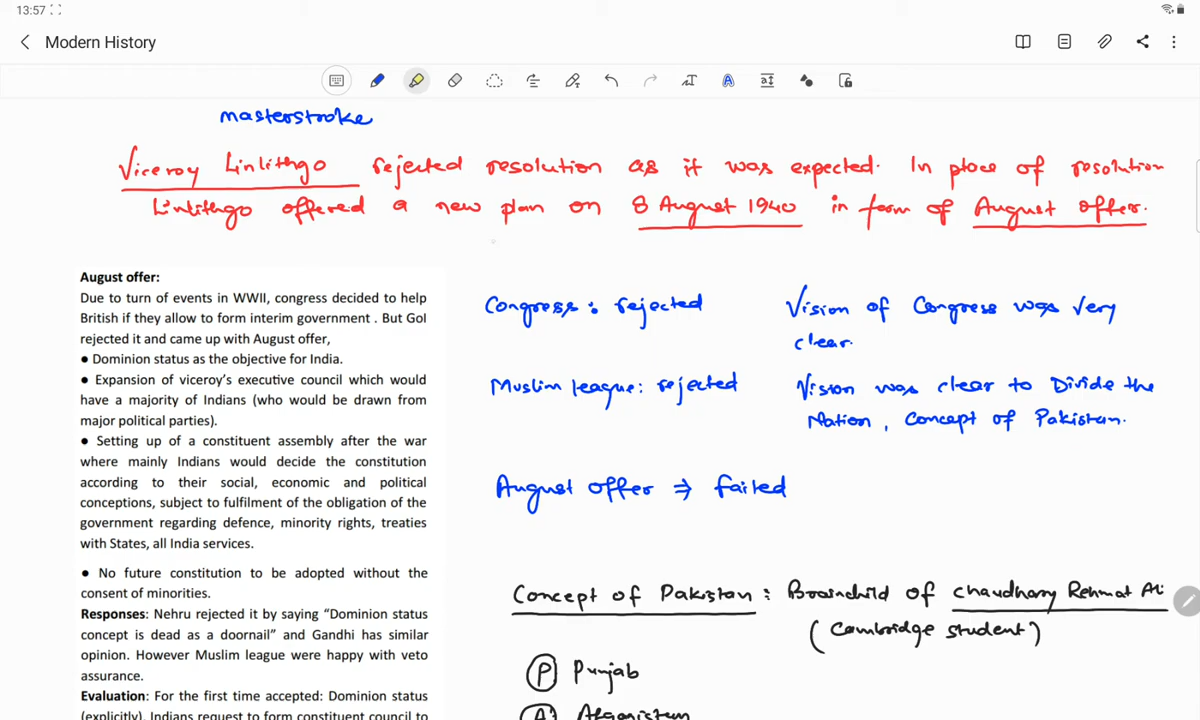 13:57
Modern History
masterstroke
Viceroy Linlithgo rejected resolution as it was expected. In place of resolution
Linlithgo offered a new plan on 8 August 1940 in form of August offer.
August offer:
Due to turn of events in WWII, congress decided to help
British if they allow to form interim government . But GoI
rejected it and came up with August offer,
● Dominion status as the objective for India.
● Expansion of viceroy's executive council which would
have a majority of Indians (who would be drawn from
major political parties).
● Setting up of a constituent assembly after the war
where mainly Indians would decide the constitution
according to their social, economic and political
conceptions, subject to fulfilment of the obligation of the
government regarding defence, minority rights, treaties
with States, all India services.
● No future constitution to be adopted without the
consent of minorities.
Responses: Nehru rejected it by saying “Dominion status
concept is dead as a doornail” and Gandhi has similar
opinion. However Muslim league were happy with veto
assurance.
Evaluation: For the first time accepted: Dominion status
(explicitly), Indians request to form constituent council to
Congress : rejected
Vision of Congress was very
clear.
Muslim league : rejected
Vision was clear to Divide the
Nation, Concept of Pakistan.
August offer ⇒ failed
Concept of Pakistan : Brainchild of Chaudhary Rehmat Ali
(Cambridge student)
P Punjab
A Afganistan